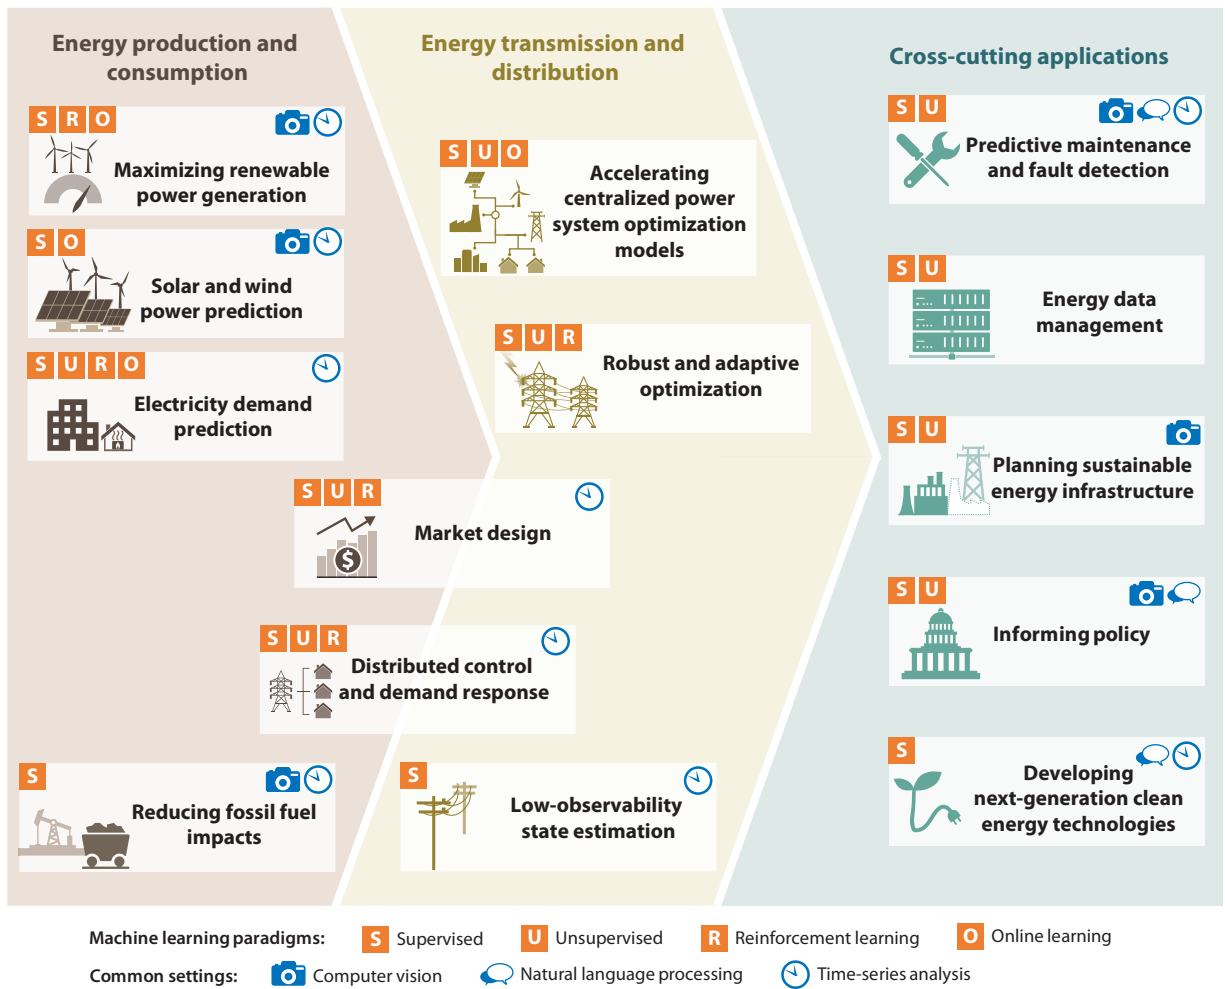 Energy production and
consumption
S R O
Maximizing renewable
power generation
S O
Solar and wind
power prediction
S U R O
Electricity demand
prediction
S U R
$
Market design
S U R
Distributed control
and demand response
S
Reducing fossil fuel
impacts
Energy transmission and
distribution
S U O
Accelerating
centralized power
system optimization
models
S U R
Robust and adaptive
optimization
S
Low-observability
state estimation
Cross-cutting applications
S U
Predictive maintenance
and fault detection
S U
Energy data
management
S U
Planning sustainable
energy infrastructure
S U
Informing policy
S
Developing
next-generation clean
energy technologies
Machine learning paradigms: S Supervised U Unsupervised R Reinforcement learning O Online learning
Common settings: Computer vision Natural language processing Time-series analysis